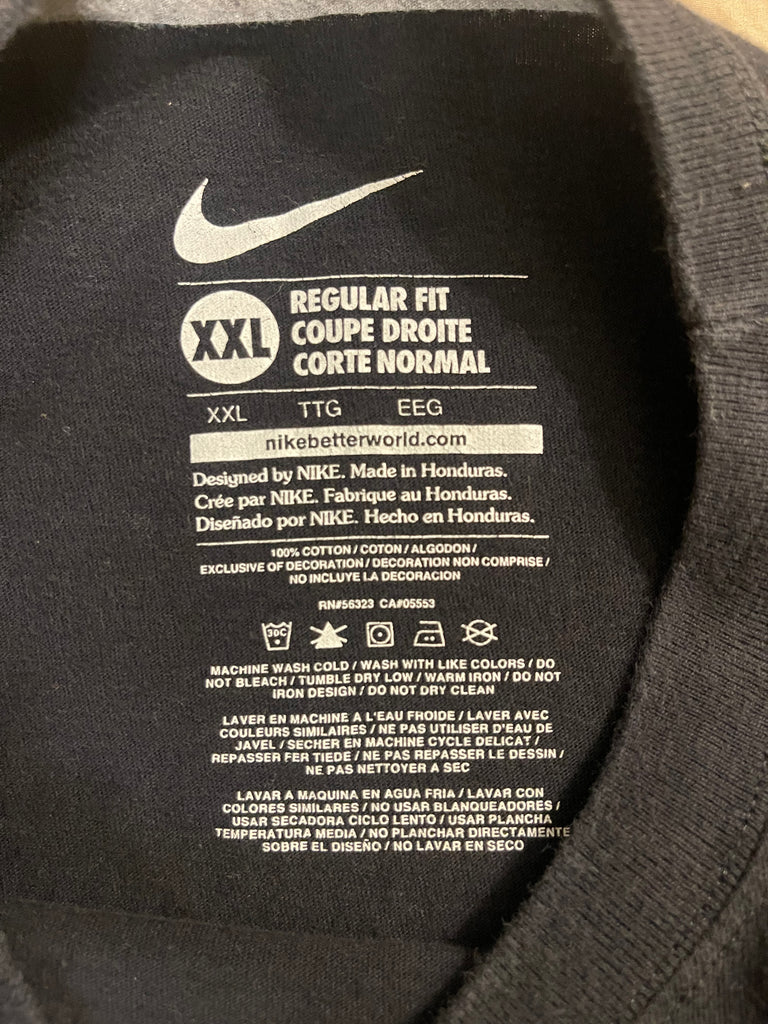 XXL
REGULAR FIT
COUPE DROITE
CORTE NORMAL
XXL TTG EEG
nikebetterworld.com
Designed by NIKE. Made in Honduras.
Crée par NIKE. Fabrique au Honduras.
Diseñado por NIKE. Hecho en Honduras.
100% COTTON / COTON / ALGODON /
EXCLUSIVE OF DECORATION / DECORATION NON COMPRISE /
NO INCLUYE LA DECORACION
RN#56323 CA#05553
30C
MACHINE WASH COLD / WASH WITH LIKE COLORS / DO
NOT BLEACH / TUMBLE DRY LOW / WARM IRON / DO NOT
IRON DESIGN / DO NOT DRY CLEAN
LAVER EN MACHINE A L'EAU FROIDE / LAVER AVEC
COULEURS SIMILAIRES / NE PAS UTILISER D'EAU DE
JAVEL / SECHER EN MACHINE CYCLE DELICAT /
REPASSER FER TIEDE / NE PAS REPASSER LE DESSIN /
NE PAS NETTOYER A SEC
LAVAR A MAQUINA EN AGUA FRIA / LAVAR CON
COLORES SIMILARES / NO USAR BLANQUEADORES /
USAR SECADORA CICLO LENTO / USAR PLANCHA
TEMPERATURA MEDIA / NO PLANCHAR DIRECTAMENTE
SOBRE EL DISEÑO / NO LAVAR EN SECO